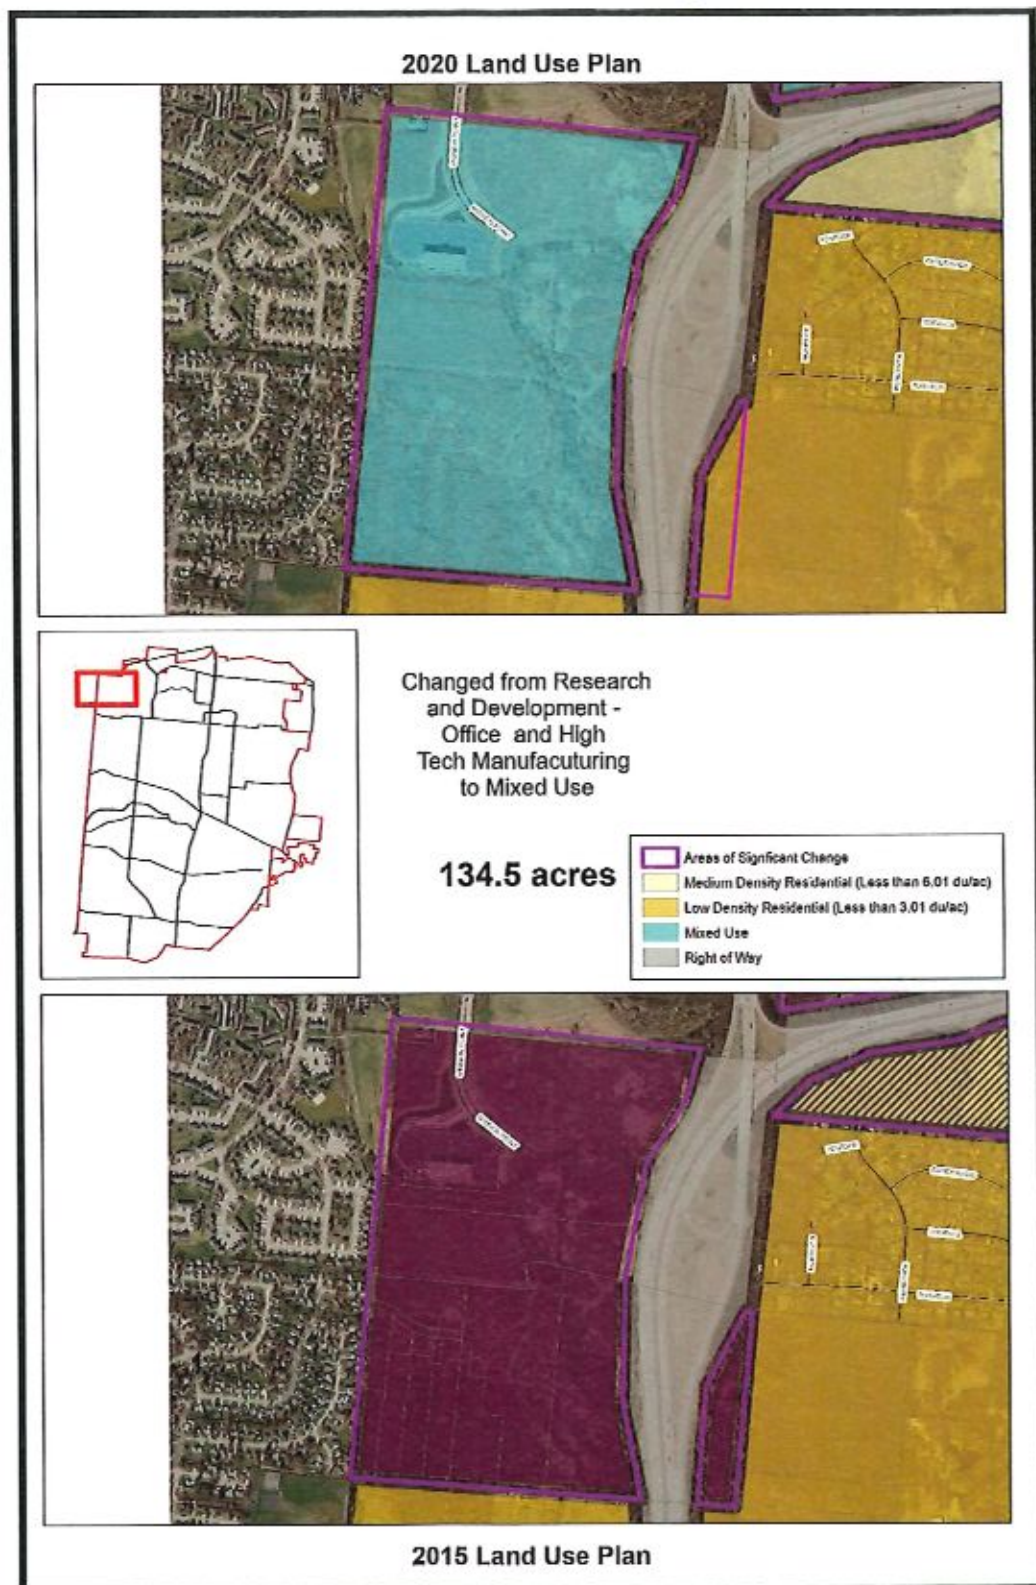 2020 Land Use Plan
Changed from Research
and Development -
Office and High
Tech Manufacuturing
to Mixed Use
134.5 acres
Areas of Signficant Change
Medium Density Residential (Less than 6.01 du/ac)
Low Density Residential (Less than 3.01 du/ac)
Mixed Use
Right of Way
2015 Land Use Plan